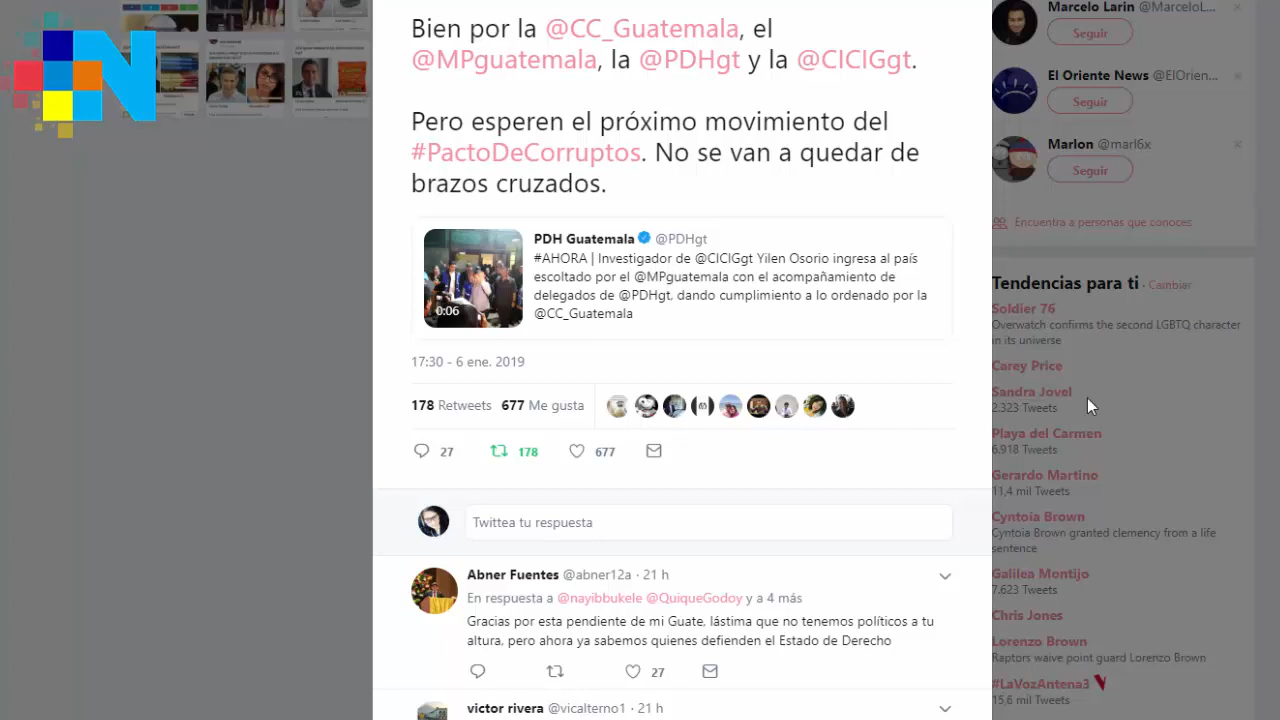 Bien por la @CC_Guatemala, el
@MPguatemala, la @PDHgt y la @CICIGgt.
Pero esperen el próximo movimiento del
#PactoDeCorruptos. No se van a quedar de
brazos cruzados.
PDH Guatemala @PDHgt
#AHORA | Investigador de @CICIGgt Yilen Osorio ingresa al país
escoltado por el @MPguatemala con el acompañamiento de
delegados de @PDHgt, dando cumplimiento a lo ordenado por la
@CC_Guatemala
0:06
17:30 - 6 ene. 2019
178 Retweets 677 Me gusta
27 178 677
Twittea tu respuesta
Abner Fuentes @abner12a · 21 h
En respuesta a @nayibbukele @QuiqueGodoy y a 4 más
Gracias por esta pendiente de mi Guate, lástima que no tenemos políticos a tu
altura, pero ahora ya sabemos quienes defienden el Estado de Derecho
27
victor rivera @vicalterno1 · 21 h
Marcelo Larin @MarceloL...
Seguir
El Oriente News @ElOrien...
Seguir
Marlon @marl6x
Seguir
Encuentra a personas que conoces
Tendencias para ti · Cambiar
Soldier 76
Overwatch confirms the second LGBTQ character
in its universe
Carey Price
Sandra Jovel
2.323 Tweets
Playa del Carmen
6.918 Tweets
Gerardo Martino
11,4 mil Tweets
Cyntoia Brown
Cyntoia Brown granted clemency from a life
sentence
Galilea Montijo
7.623 Tweets
Chris Jones
Lorenzo Brown
Raptors waive point guard Lorenzo Brown
#LaVozAntena3
15,6 mil Tweets
N